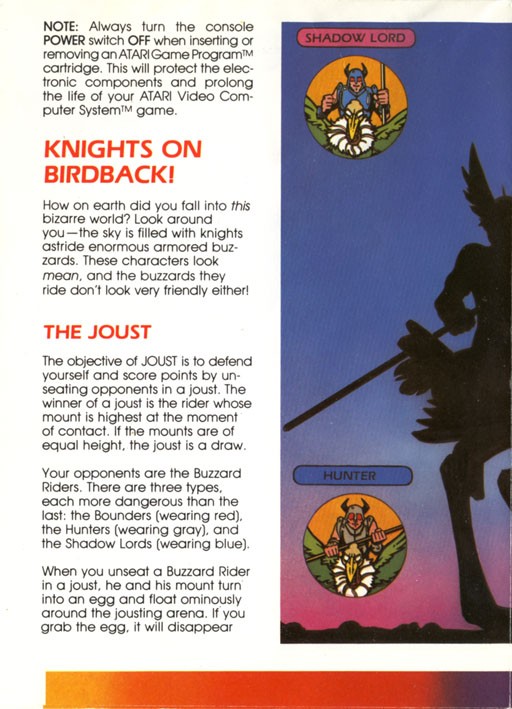 NOTE: Always turn the console
POWER switch OFF when inserting or
removing an ATARI Game Program™
cartridge. This will protect the elec-
tronic components and prolong
the life of your ATARI Video Com-
puter System™ game.
KNIGHTS ON
BIRDBACK!
How on earth did you fall into this
bizarre world? Look around
you—the sky is filled with knights
astride enormous armored buz-
zards. These characters look
mean, and the buzzards they
ride don't look very friendly either!
THE JOUST
The objective of JOUST is to defend
yourself and score points by un-
seating opponents in a joust. The
winner of a joust is the rider whose
mount is highest at the moment
of contact. If the mounts are of
equal height, the joust is a draw.
Your opponents are the Buzzard
Riders. There are three types,
each more dangerous than the
last: the Bounders (wearing red),
the Hunters (wearing gray), and
the Shadow Lords (wearing blue).
When you unseat a Buzzard Rider
in a joust, he and his mount turn
into an egg and float ominously
around the jousting arena. If you
grab the egg, it will disappear
SHADOW LORD
HUNTER